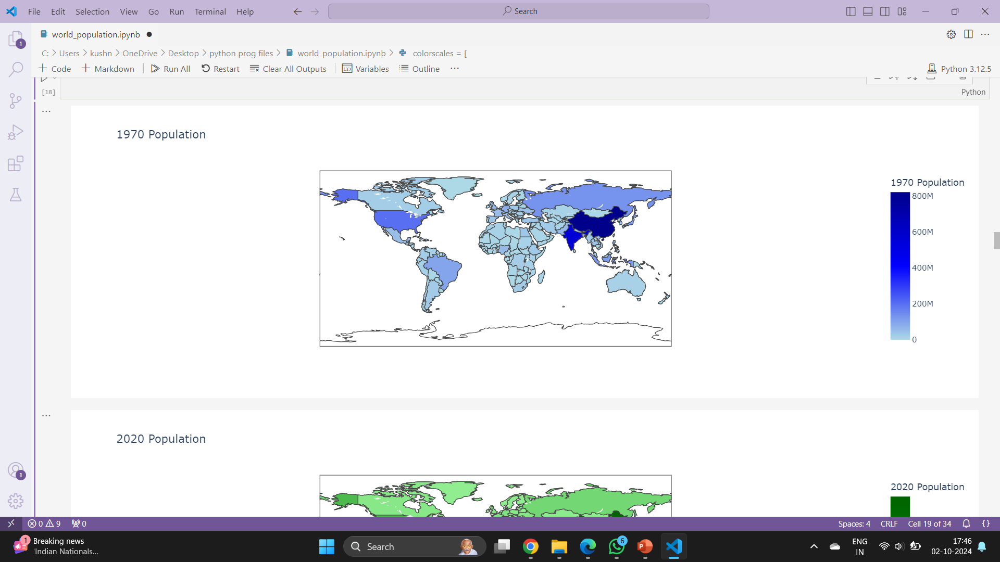 File Edit Selection View Go Run Terminal Help Search
world_population.ipynb
C: Users kushn OneDrive Desktop python prog files world_population.ipynb colorscales = [
Code Markdown Run All Restart Clear All Outputs Variables Outline ... Python 3.12.5
[18] Python
1970 Population
1970 Population
800M
600M
400M
200M
0
2020 Population
2020 Population
0 9 0 Spaces: 4 CRLF Cell 19 of 34 {}
1 Breaking news
'Indian Nationals...
Search
6
ENG
IN
17:46
02-10-2024
1
1